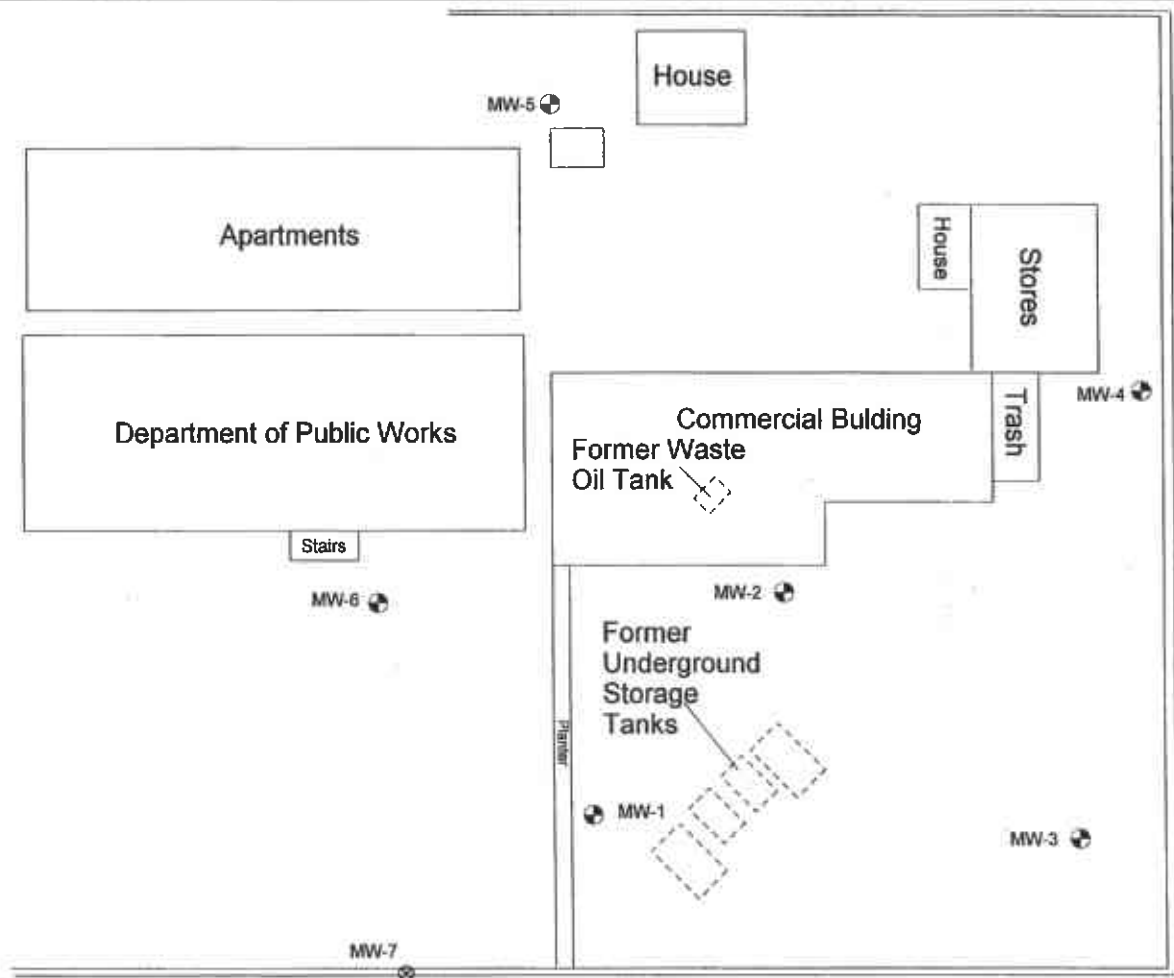 House
MW-5
Apartments
House
Stores
MW-4
Department of Public Works
Commercial Bulding
Former Waste
Oil Tank
Trash
Stairs
MW-6
MW-2
Former
Underground
Storage
Tanks
Planter
MW-1
MW-3
MW-7